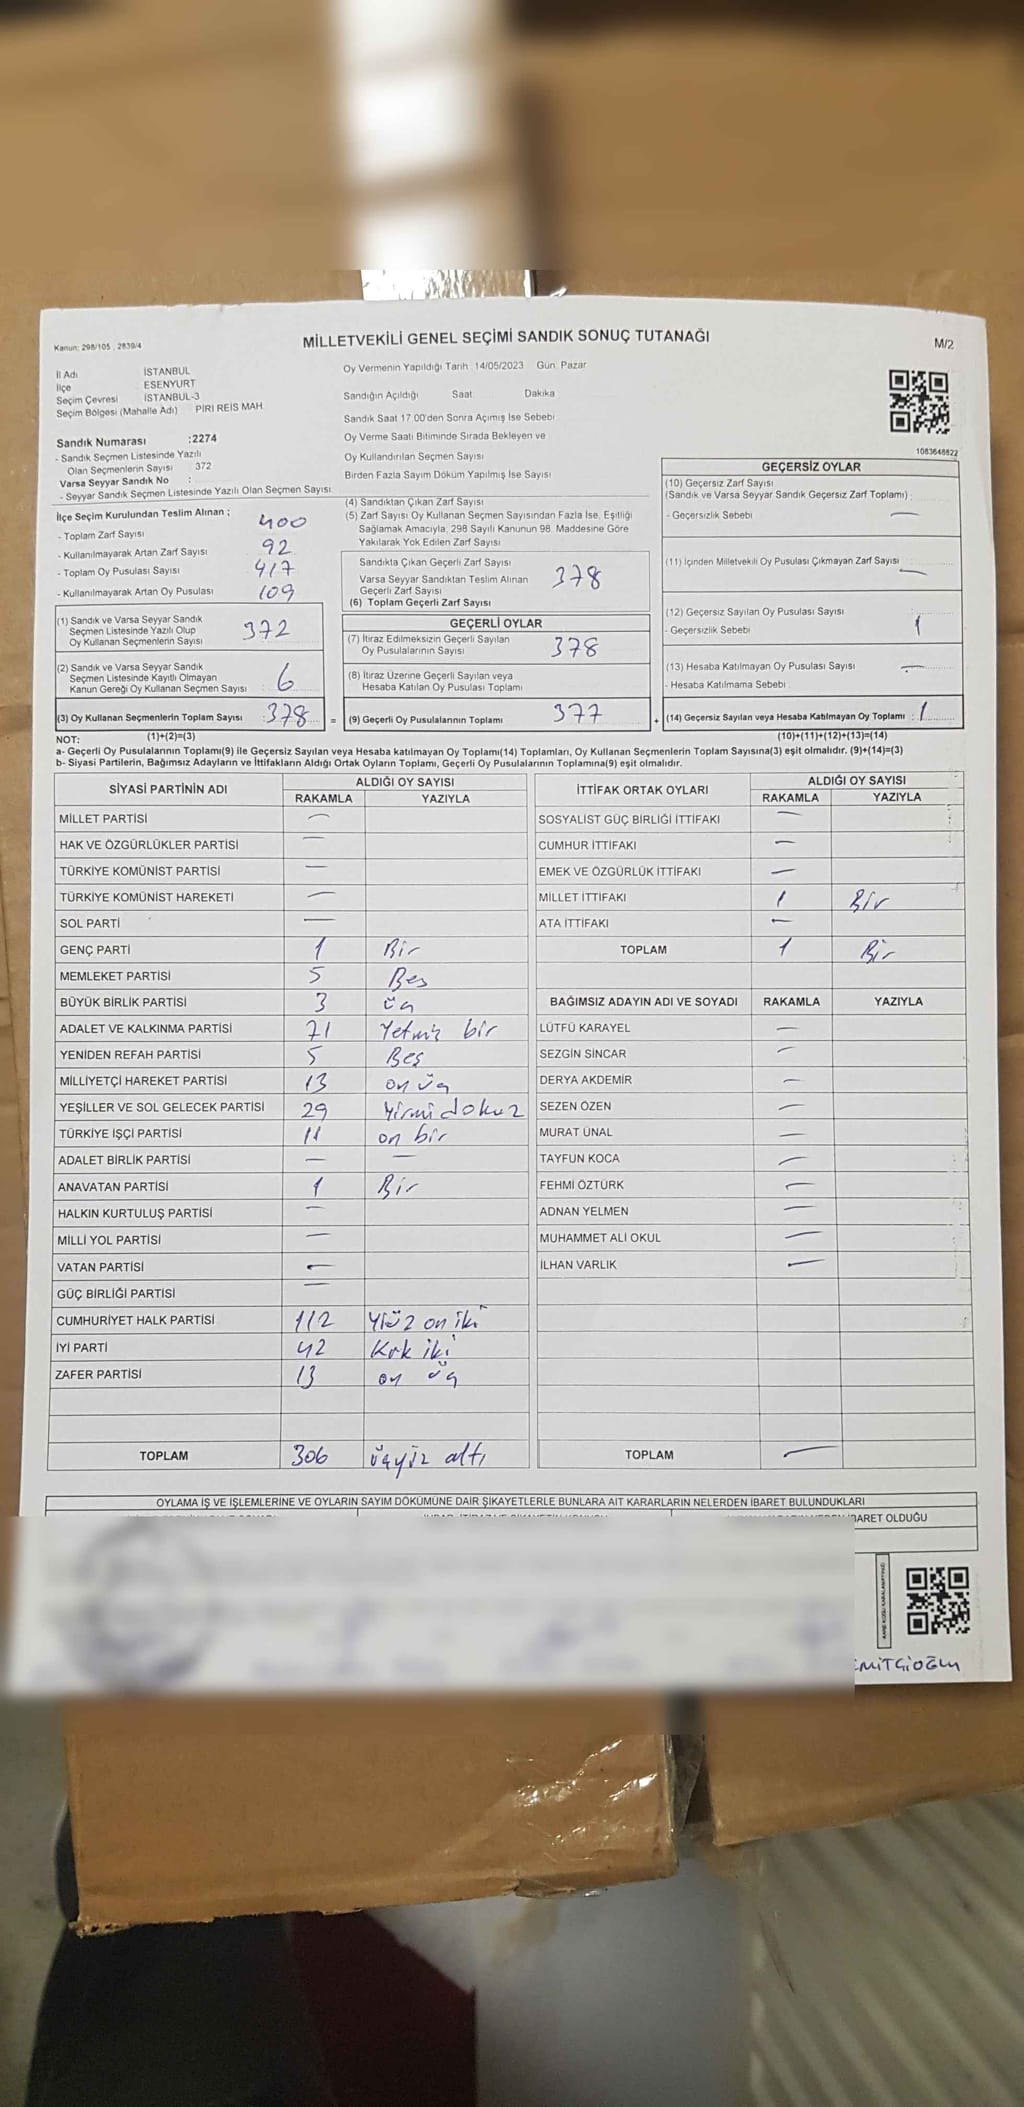 Kanun: 298/105 , 2839/4
MİLLETVEKİLİ GENEL SEÇİMİ SANDIK SONUÇ TUTANAĞI
M/2
İl Adı İSTANBUL
İlçe ESENYURT
Seçim Çevresi İSTANBUL-3
Seçim Bölgesi (Mahalle Adı) PİRİ REİS MAH.
Sandık Numarası :2274
- Sandık Seçmen Listesinde Yazılı
Olan Seçmenlerin Sayısı 372
Varsa Seyyar Sandık No :
- Seyyar Sandık Seçmen Listesinde Yazılı Olan Seçmen Sayısı:
Oy Vermenin Yapıldığı Tarih : 14/05/2023 Gün: Pazar
Sandığın Açıldığı Saat Dakika
Sandık Saat 17.00'den Sonra Açımış İse Sebebi
Oy Verme Saati Bitiminde Sırada Bekleyen ve
Oy Kullandırılan Seçmen Sayısı
Birden Fazla Sayım Döküm Yapılmış İse Sayısı
1083648822
İlçe Seçim Kurulundan Teslim Alınan ;
- Toplam Zarf Sayısı 400
- Kullanılmayarak Artan Zarf Sayısı 92
- Toplam Oy Pusulası Sayısı 417
- Kullanılmayarak Artan Oy Pusulası 109
(1) Sandık ve Varsa Seyyar Sandık
Seçmen Listesinde Yazılı Olup
Oy Kullanan Seçmenlerin Sayısı 372
(2) Sandık ve Varsa Seyyar Sandık
Seçmen Listesinde Kayıtlı Olmayan
Kanun Gereği Oy Kullanan Seçmen Sayısı 6
(3) Oy Kullanan Seçmenlerin Toplam Sayısı :378
(4) Sandıktan Çıkan Zarf Sayısı
(5) Zarf Sayısı Oy Kullanan Seçmen Sayısından Fazla İse, Eşitliği
Sağlamak Amacıyla, 298 Sayılı Kanunun 98. Maddesine Göre
Yakılarak Yok Edilen Zarf Sayısı
Sandıkta Çıkan Geçerli Zarf Sayısı
Varsa Seyyar Sandıktan Teslim Alınan
Geçerli Zarf Sayısı 378
(6) Toplam Geçerli Zarf Sayısı
GEÇERLİ OYLAR
(7) İtiraz Edilmeksizin Geçerli Sayılan
Oy Pusulalarının Sayısı 378
(8) İtiraz Üzerine Geçerli Sayılan veya
Hesaba Katılan Oy Pusulası Toplamı
= (9) Geçerli Oy Pusulalarının Toplamı 377
GEÇERSİZ OYLAR
(10) Geçersiz Zarf Sayısı
(Sandık ve Varsa Seyyar Sandık Geçersiz Zarf Toplamı) :
- Geçersizlik Sebebi —
(11) İçinden Milletvekili Oy Pusulası Çıkmayan Zarf Sayısı —
(12) Geçersiz Sayılan Oy Pusulası Sayısı
- Geçersizlik Sebebi 1
(13) Hesaba Katılmayan Oy Pusulası Sayısı —
- Hesaba Katılmama Sebebi
+ (14) Geçersiz Sayılan veya Hesaba Katılmayan Oy Toplamı : 1
NOT: (1)+(2)=(3) (10)+(11)+(12)+(13)=(14)
a- Geçerli Oy Pusulalarının Toplamı(9) ile Geçersiz Sayılan veya Hesaba katılmayan Oy Toplamı(14) Toplamları, Oy Kullanan Seçmenlerin Toplam Sayısına(3) eşit olmalıdır. (9)+(14)=(3)
b- Siyasi Partilerin, Bağımsız Adayların ve İttifakların Aldığı Ortak Oyların Toplamı, Geçerli Oy Pusulalarının Toplamına(9) eşit olmalıdır.
SİYASİ PARTİNİN ADI ALDIĞI OY SAYISI
RAKAMLA YAZIYLA
MİLLET PARTİSİ —
HAK VE ÖZGÜRLÜKLER PARTİSİ —
TÜRKİYE KOMÜNİST PARTİSİ —
TÜRKİYE KOMÜNİST HAREKETİ —
SOL PARTİ —
GENÇ PARTİ 1 Bir
MEMLEKET PARTİSİ 5 Beş
BÜYÜK BİRLİK PARTİSİ 3 üç
ADALET VE KALKINMA PARTİSİ 71 Yetmiz bir
YENİDEN REFAH PARTİSİ 5 Beş
MİLLİYETÇİ HAREKET PARTİSİ 13 on üç
YEŞİLLER VE SOL GELECEK PARTİSİ 29 Yirmidokuz
TÜRKİYE İŞÇİ PARTİSİ 11 on bir
ADALET BİRLİK PARTİSİ — —
ANAVATAN PARTİSİ 1 Bir
HALKIN KURTULUŞ PARTİSİ —
MİLLİ YOL PARTİSİ —
VATAN PARTİSİ —
GÜÇ BİRLİĞİ PARTİSİ —
CUMHURİYET HALK PARTİSİ 112 Yüz on iki
İYİ PARTİ 42 Kırk iki
ZAFER PARTİSİ 13 on üç
TOPLAM 306 üçyüz altı
İTTİFAK ORTAK OYLARI ALDIĞI OY SAYISI
RAKAMLA YAZIYLA
SOSYALİST GÜÇ BİRLİĞİ İTTİFAKI —
CUMHUR İTTİFAKI —
EMEK VE ÖZGÜRLÜK İTTİFAKI —
MİLLET İTTİFAKI 1 Bir
ATA İTTİFAKI —
TOPLAM 1 Bir
BAĞIMSIZ ADAYIN ADI VE SOYADI RAKAMLA YAZIYLA
LÜTFÜ KARAYEL —
SEZGİN SİNCAR —
DERYA AKDEMİR —
SEZEN ÖZEN —
MURAT ÜNAL —
TAYFUN KOCA —
FEHMİ ÖZTÜRK —
ADNAN YELMEN —
MUHAMMET ALİ OKUL —
İLHAN VARLIK —
TOPLAM —
OYLAMA İŞ VE İŞLEMLERİNE VE OYLARIN SAYIM DÖKÜMÜNE DAİR ŞİKAYETLERLE BUNLARA AİT KARARLARIN NELERDEN İBARET BULUNDUKLARI
İBARET OLDUĞU
EMİTÇİOĞLU